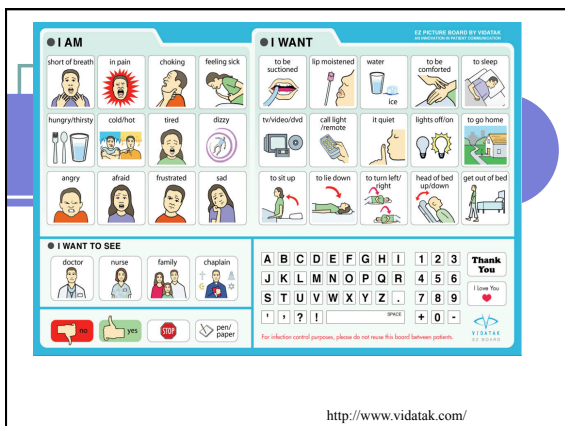 EZ PICTURE BOARD BY VIDATAK
AN INNOVATION IN PATIENT COMMUNICATION
I AM
short of breath
in pain
choking
feeling sick
hungry/thirsty
cold/hot
tired
dizzy
angry
afraid
frustrated
sad
I WANT
to be
suctioned
lip moistened
water
ice
to be
comforted
to sleep
tv/video/dvd
call light
/remote
it quiet
lights off/on
to go home
to sit up
to lie down
to turn left/
right
head of bed
up/down
get out of bed
I WANT TO SEE
doctor
nurse
family
chaplain
no
yes
STOP
pen/
paper
A B C D E F G H I 1 2 3
J K L M N O P Q R 4 5 6
S T U V W X Y Z . 7 8 9
' , ? ! SPACE + 0 -
Thank
You
I Love You
For infection control purposes, please do not reuse this board between patients.
VIDATAK
EZ BOARD
http://www.vidatak.com/